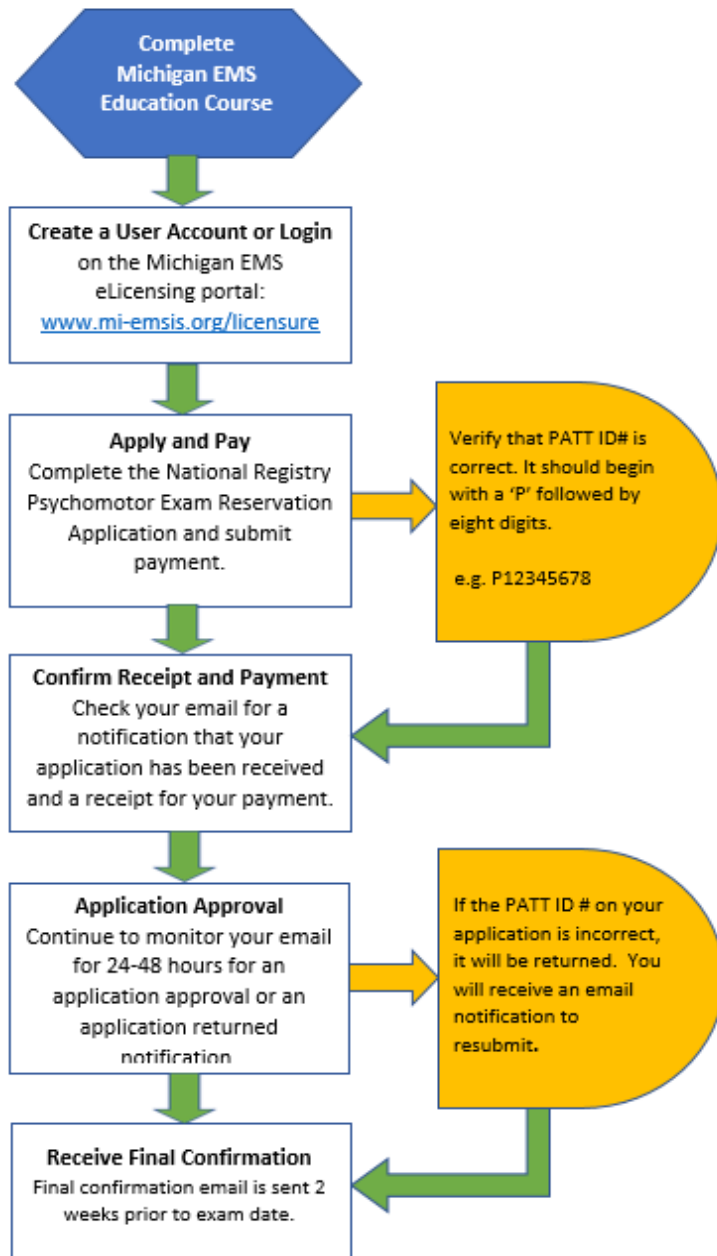 Complete
Michigan EMS
Education Course
Create a User Account or Login
on the Michigan EMS
eLicensing portal:
www.mi-emsis.org/licensure
Apply and Pay
Complete the National Registry
Psychomotor Exam Reservation
Application and submit
payment.
Verify that PATT ID# is
correct. It should begin
with a ‘P’ followed by
eight digits.
e.g. P12345678
Confirm Receipt and Payment
Check your email for a
notification that your
application has been received
and a receipt for your payment.
Application Approval
Continue to monitor your email
for 24-48 hours for an
application approval or an
application returned
notification
If the PATT ID # on your
application is incorrect,
it will be returned.  You
will receive an email
notification to
resubmit.
Receive Final Confirmation
Final confirmation email is sent 2
weeks prior to exam date.